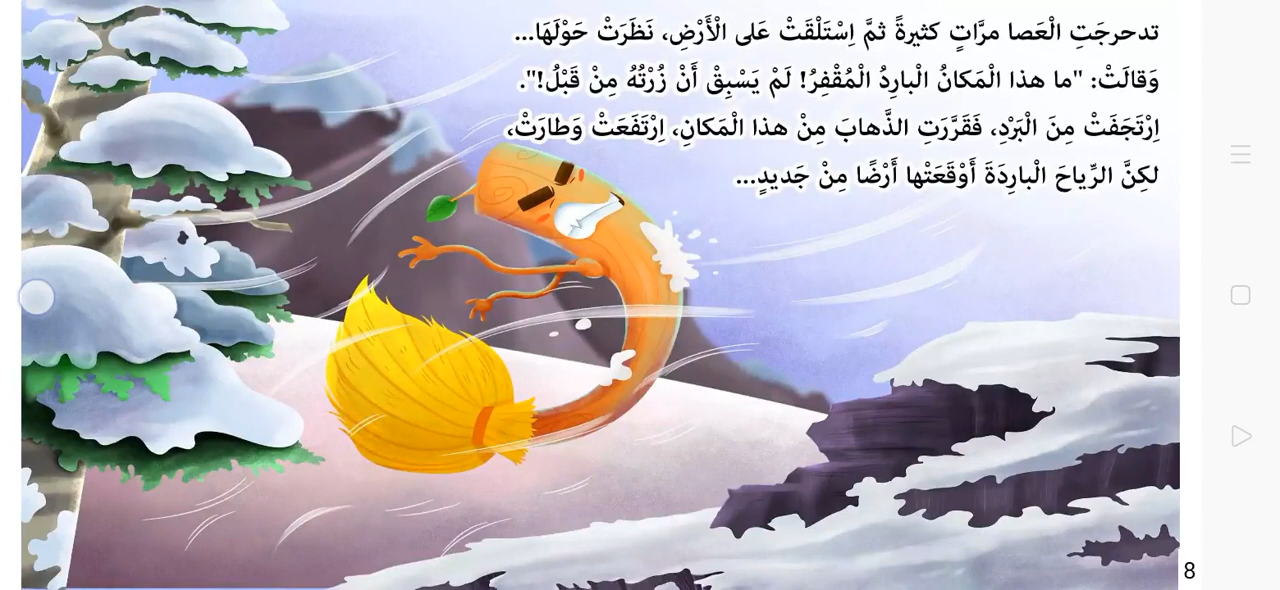 تدحرجَتِ الْعَصا مرَّاتٍ كثيرةً ثمَّ اِسْتَلْقَتْ عَلى الْأَرْضِ، نَظَرَتْ حَوْلَهَا...
وَقالَتْ: "ما هذا الْمَكانُ الْبارِدُ الْمُقْفِرُ! لَمْ يَسْبِقْ أَنْ زُرْتُهُ مِنْ قَبْلُ!".
اِرْتَجَفَتْ مِنَ الْبَرْدِ، فَقَرَّرَتِ الذَّهابَ مِنْ هذا الْمَكانِ، اِرْتَفَعَتْ وَطارَتْ،
لكِنَّ الرِّياحَ الْبارِدَةَ أَوْقَعَتْها أَرْضًا مِنْ جَديدٍ...
8